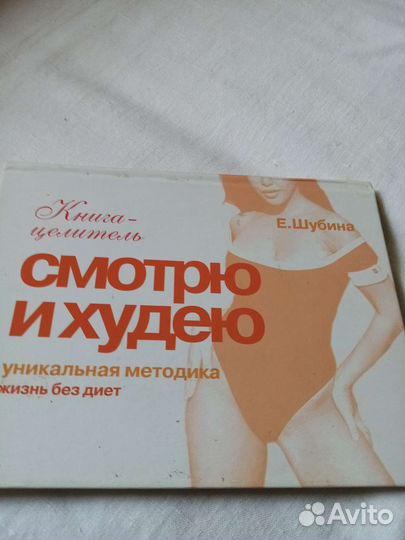 Книга-
целитель
Е.Шубина
смотрю
и худею
уникальная методика
жизнь без диет
Avito